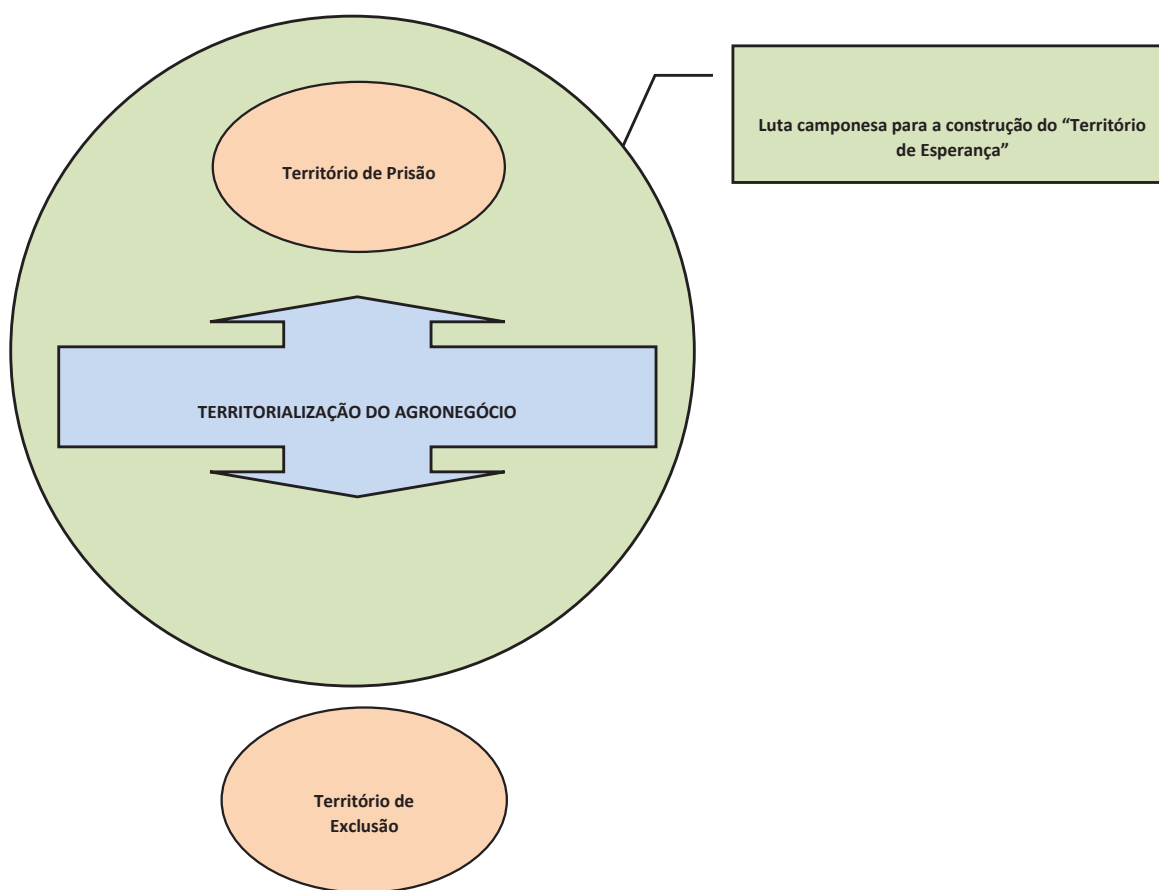 Luta camponesa para a construção do “Território
de Esperança”
Território de Prisão
TERRITORIALIZAÇÃO DO AGRONEGÓCIO
Território de
Exclusão